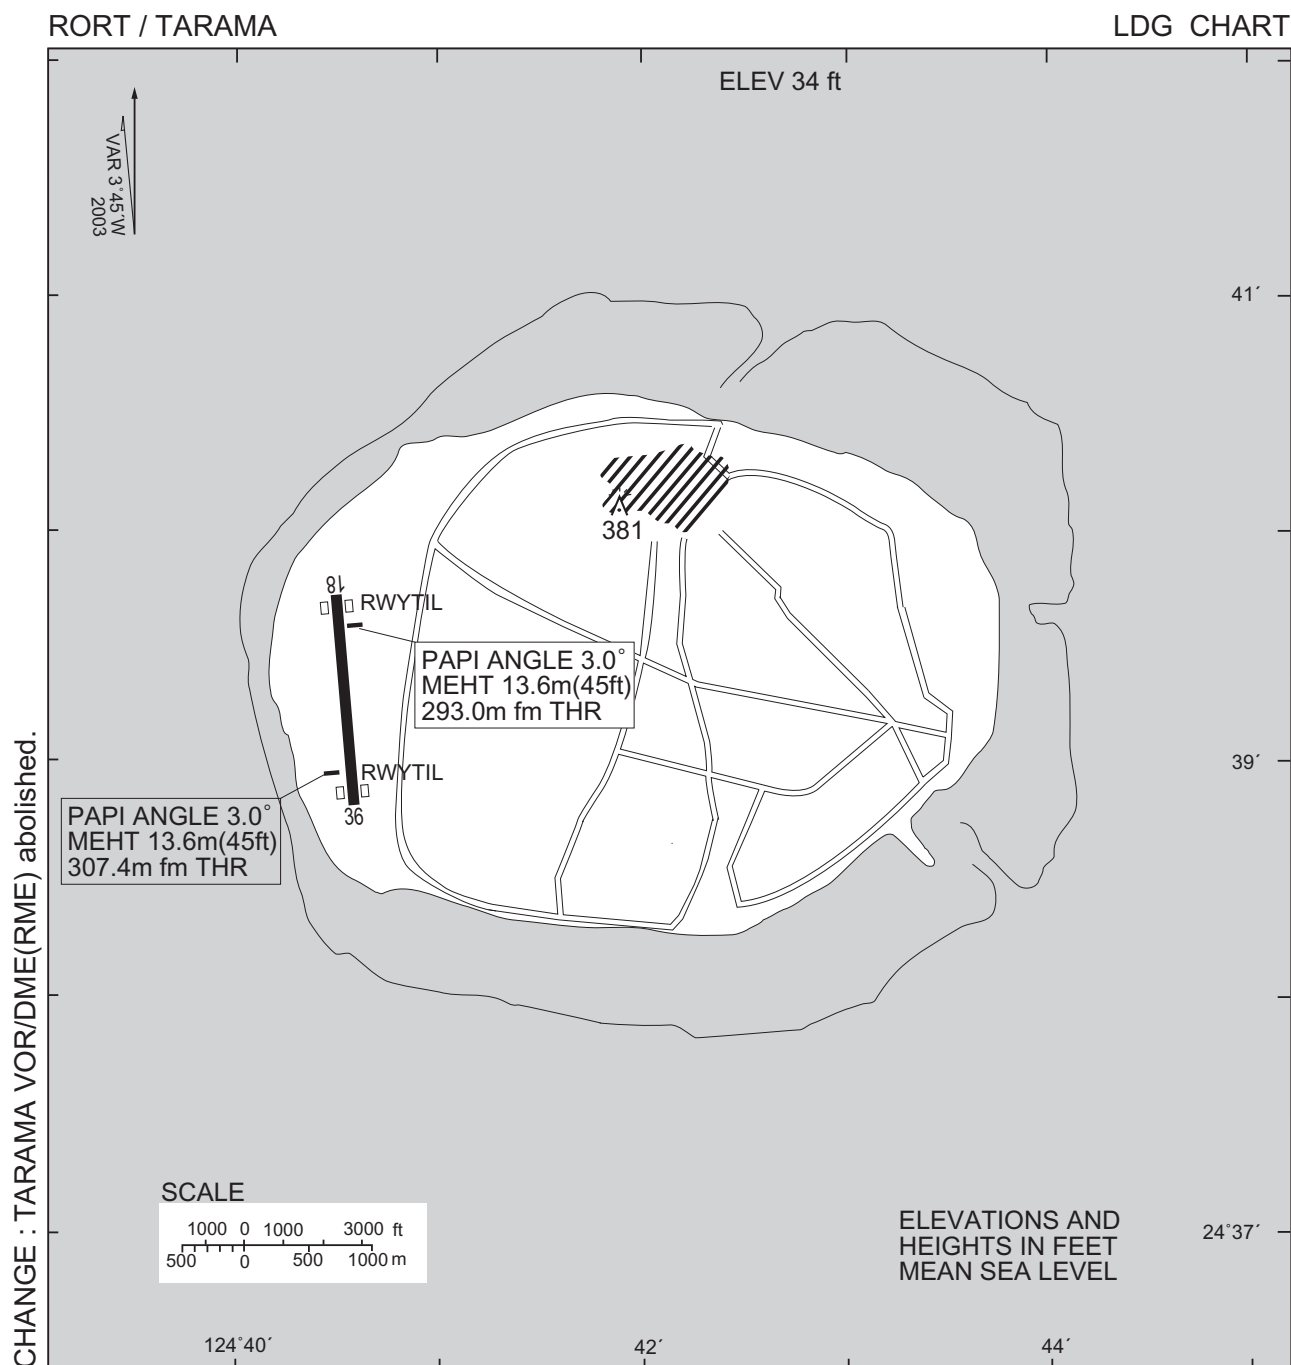 RORT / TARAMA
LDG CHART
ELEV 34 ft
VAR 3˚45´W
2003
41´
381
18
RWYTIL
PAPI ANGLE 3.0˚
MEHT 13.6m(45ft)
293.0m fm THR
39´
RWYTIL
36
PAPI ANGLE 3.0˚
MEHT 13.6m(45ft)
307.4m fm THR
CHANGE : TARAMA VOR/DME(RME) abolished.
SCALE
1000 0 1000 3000 ft
500 0 500 1000 m
ELEVATIONS AND
HEIGHTS IN FEET
MEAN SEA LEVEL
24˚37´
124˚40´
42´
44´